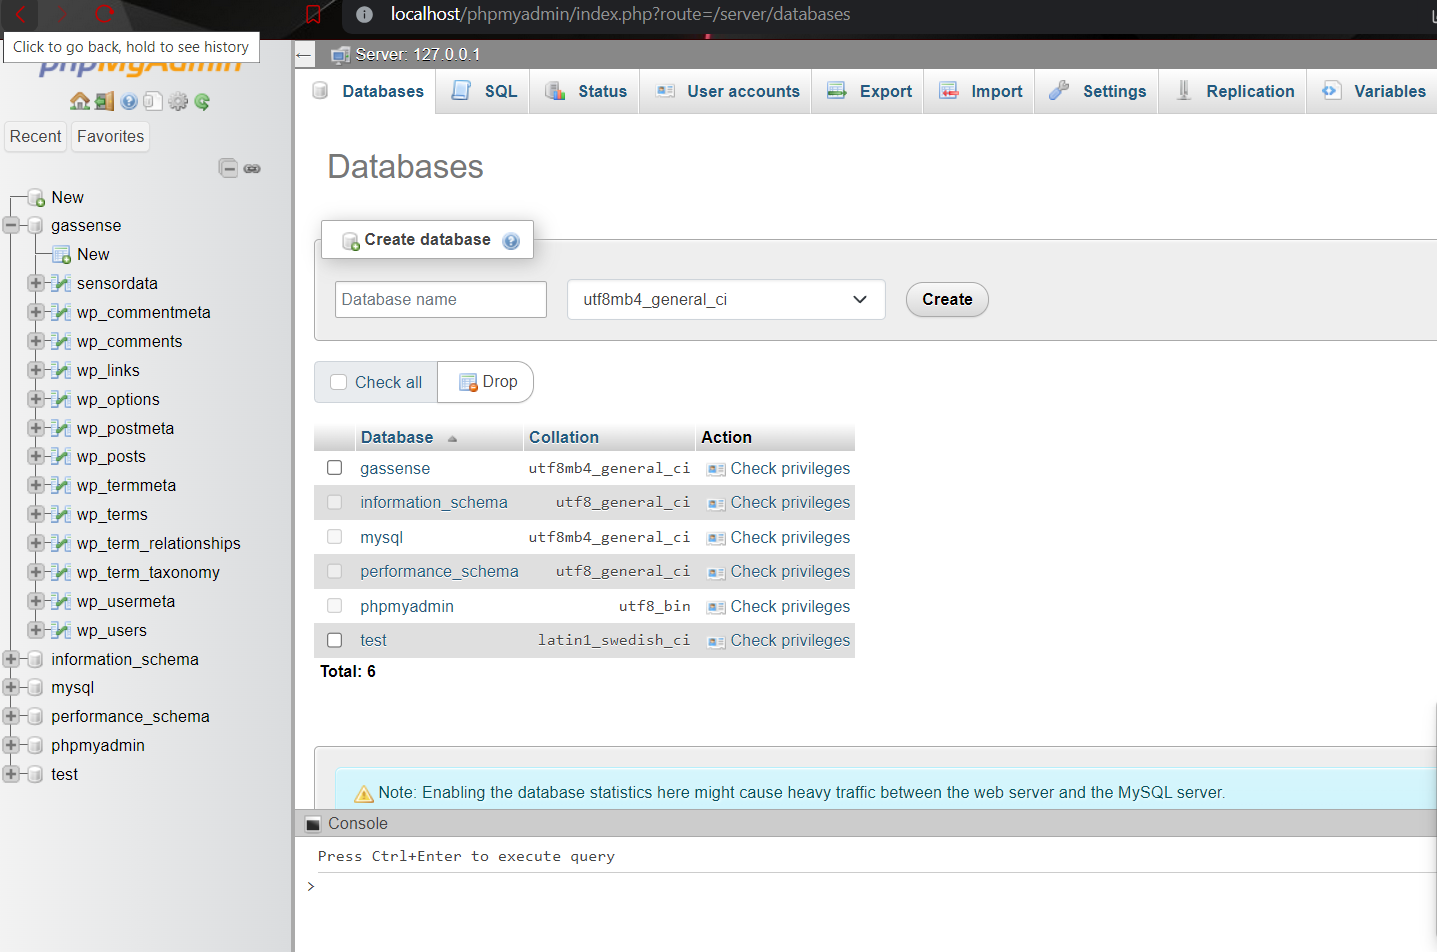 localhost/phpmyadmin/index.php?route=/server/databases
Click to go back, hold to see history
phpMyAdmin
Recent
Favorites
New
gassense
New
sensordata
wp_commentmeta
wp_comments
wp_links
wp_options
wp_postmeta
wp_posts
wp_termmeta
wp_terms
wp_term_relationships
wp_term_taxonomy
wp_usermeta
wp_users
information_schema
mysql
performance_schema
phpmyadmin
test
Server: 127.0.0.1
Databases SQL Status User accounts Export Import Settings Replication Variables
Databases
Create database
Database name utf8mb4_general_ci Create
Check all Drop
Database Collation Action
gassense utf8mb4_general_ci Check privileges
information_schema utf8_general_ci Check privileges
mysql utf8mb4_general_ci Check privileges
performance_schema utf8_general_ci Check privileges
phpmyadmin utf8_bin Check privileges
test latin1_swedish_ci Check privileges
Total: 6
Note: Enabling the database statistics here might cause heavy traffic between the web server and the MySQL server.
Console
Press Ctrl+Enter to execute query
>